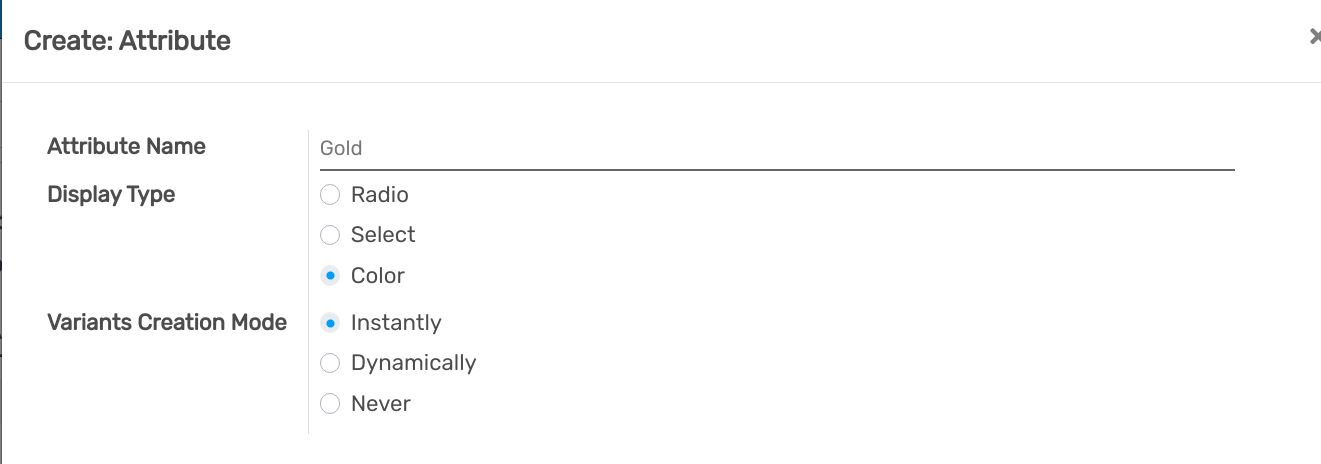 Create: Attribute
Attribute Name Gold
Display Type Radio
Select
Color
Variants Creation Mode Instantly
Dynamically
Never